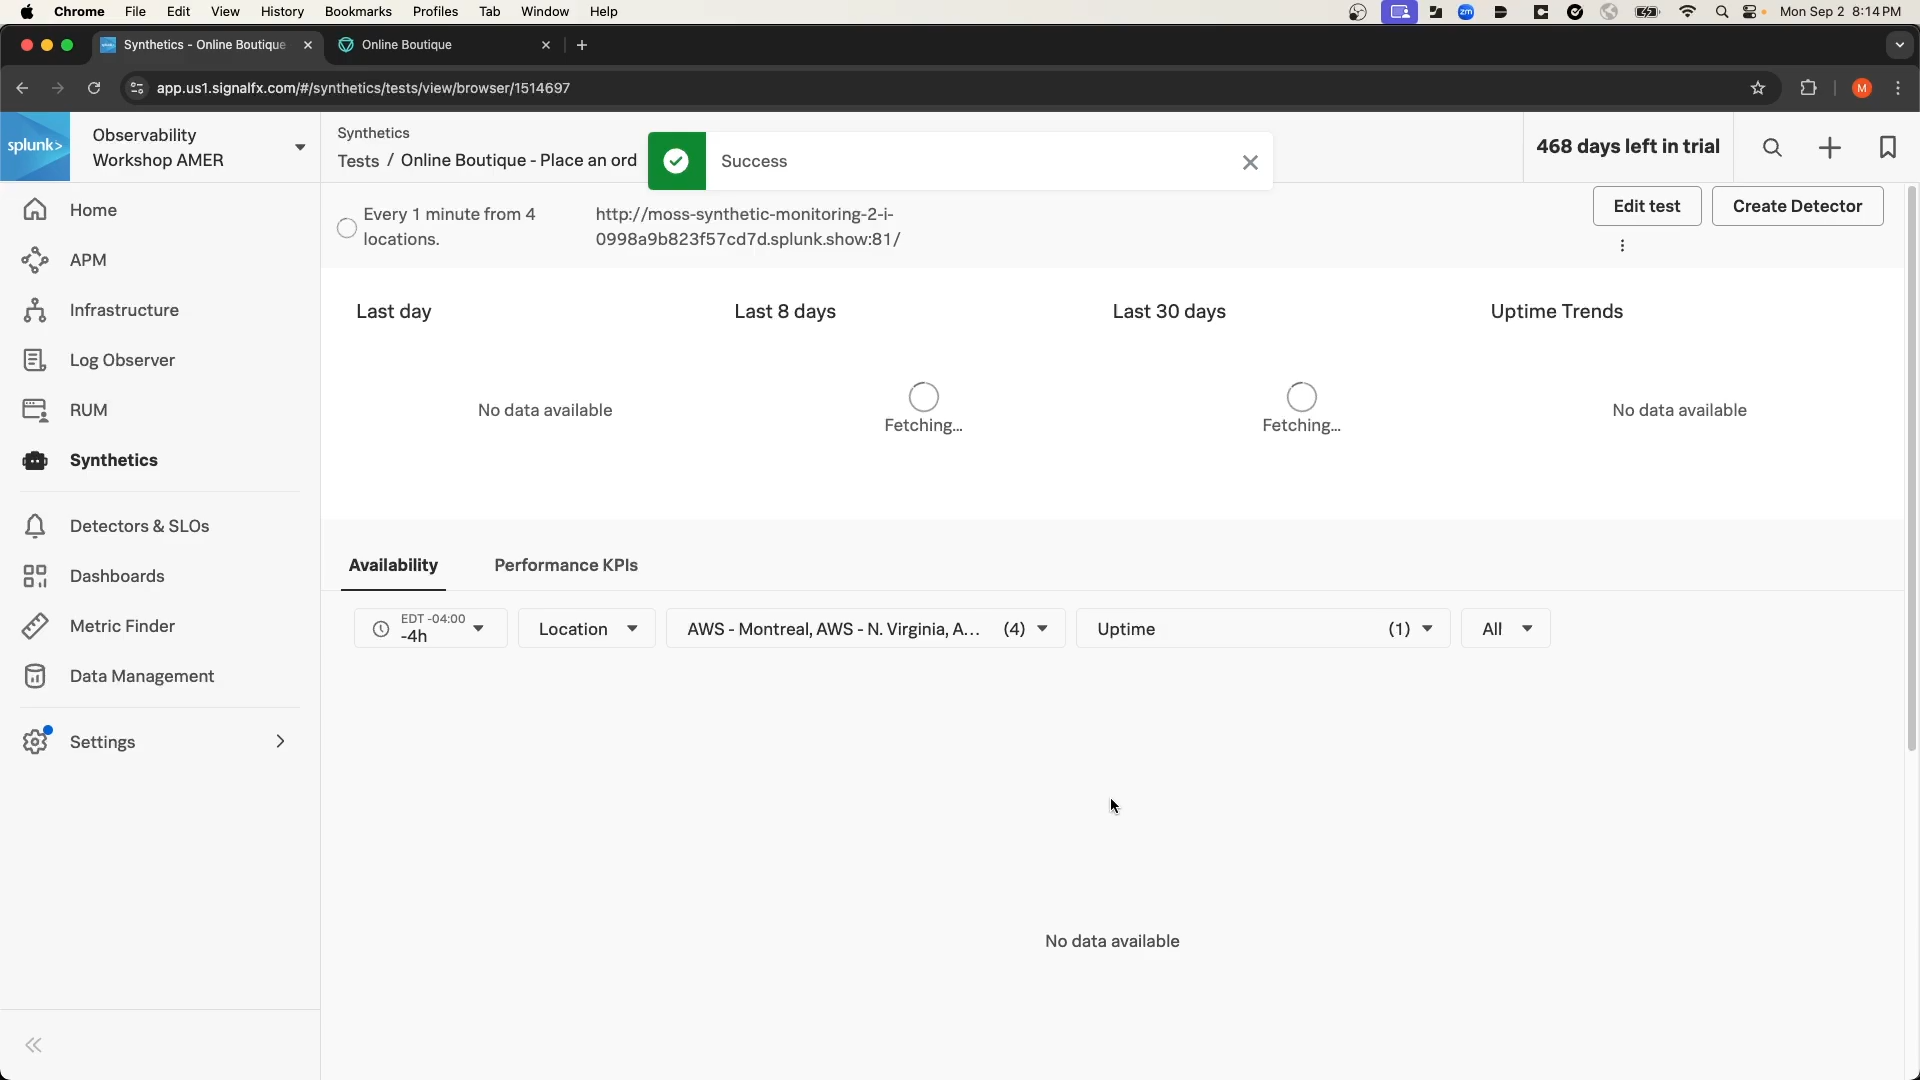 Chrome File Edit View History Bookmarks Profiles Tab Window Help
zm
Mon Sep 2 8:14 PM
Synthetics - Online Boutique
Online Boutique
app.us1.signalfx.com/#/synthetics/tests/view/browser/1514697
M
splunk>
Observability
Workshop AMER
Synthetics
Tests / Online Boutique - Place an ord
Success
468 days left in trial
Home
APM
Infrastructure
Log Observer
RUM
Synthetics
Detectors & SLOs
Dashboards
Metric Finder
Data Management
Settings
Every 1 minute from 4
locations.
http://moss-synthetic-monitoring-2-i-
0998a9b823f57cd7d.splunk.show:81/
Edit test
Create Detector
Last day
Last 8 days
Last 30 days
Uptime Trends
No data available
Fetching...
Fetching...
No data available
Availability
Performance KPIs
EDT -04:00
-4h
Location
AWS - Montreal, AWS - N. Virginia, A... (4)
Uptime (1)
All
No data available